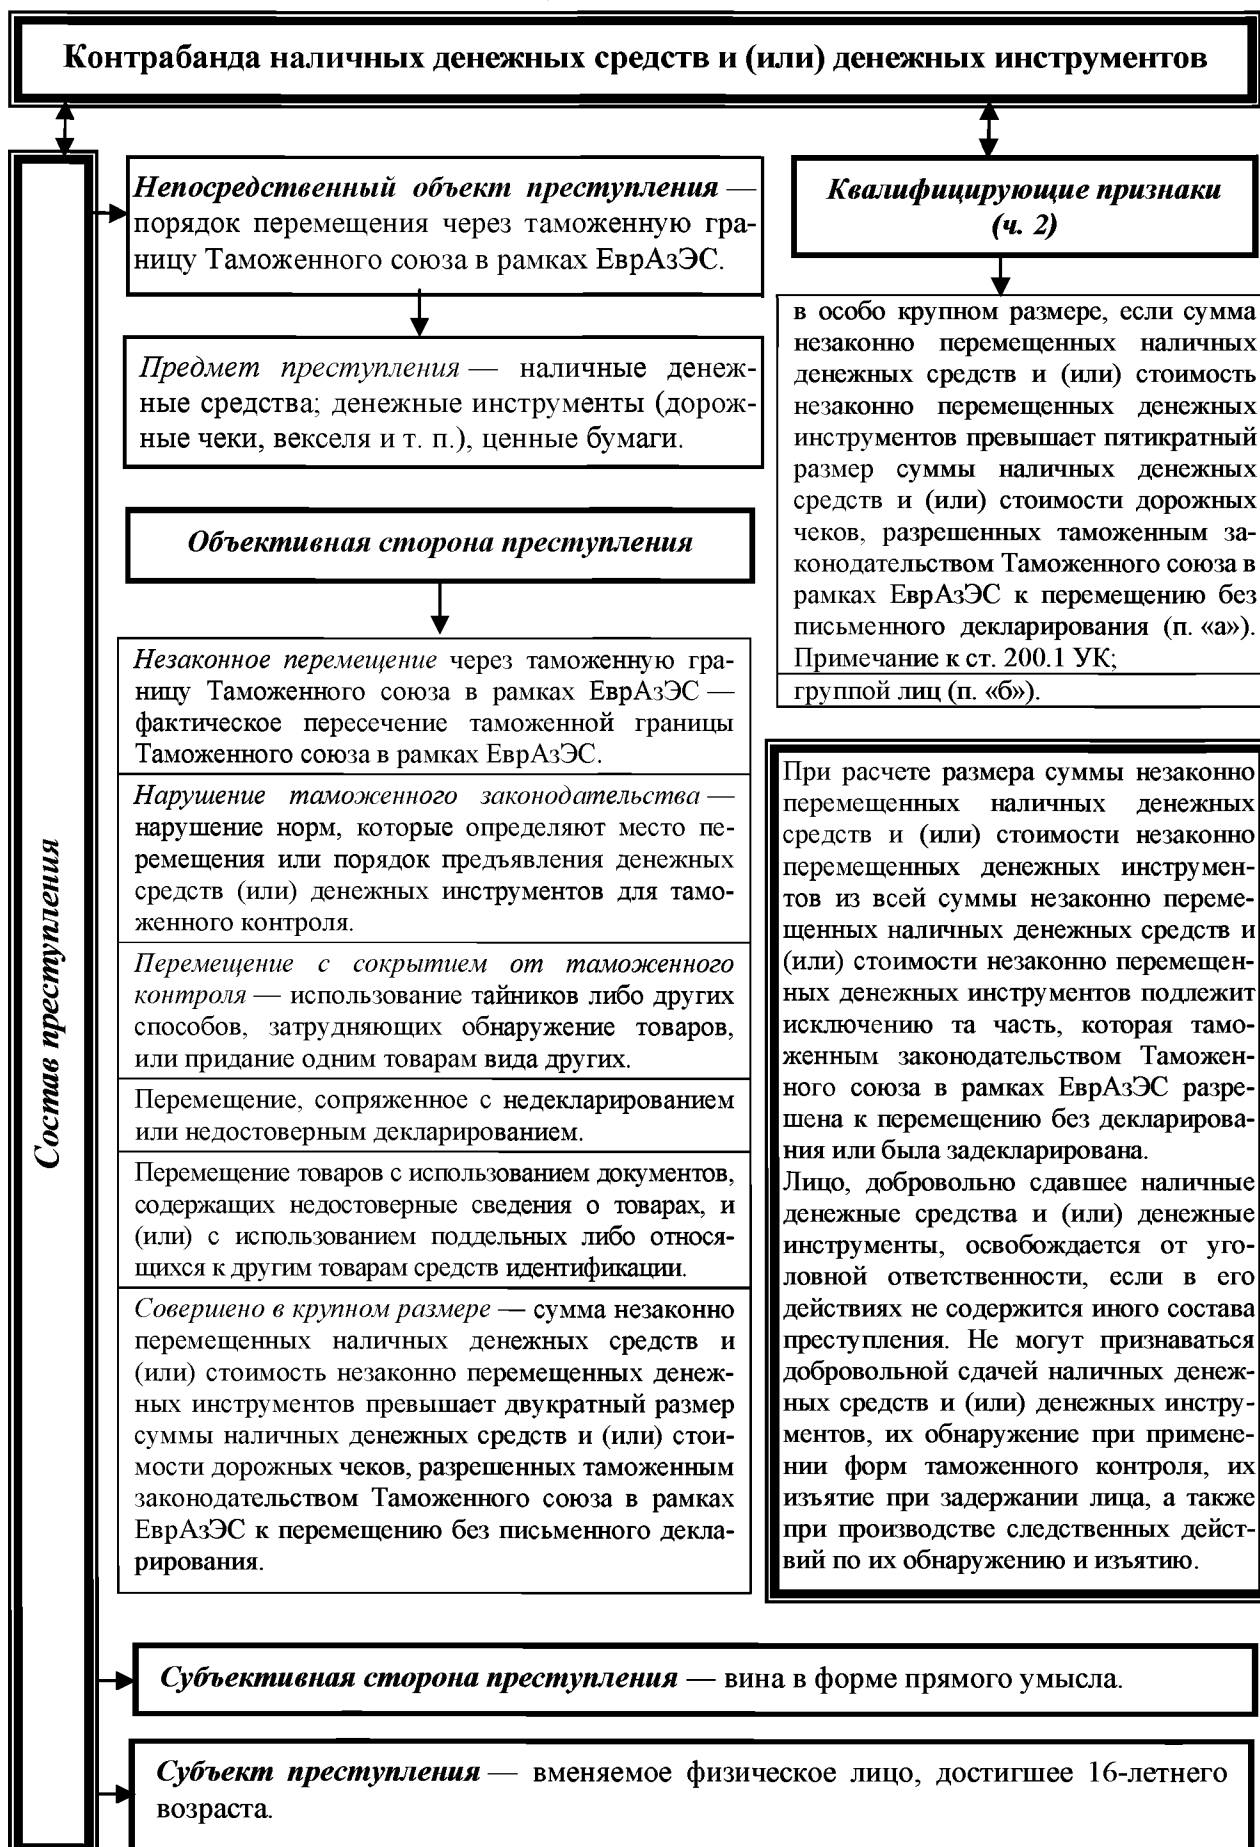 Контрабанда наличных денежных средств и (или) денежных инструментов
Состав преступления
Непосредственный объект преступления —
порядок перемещения через таможенную гра-
ницу Таможенного союза в рамках ЕврАзЭС.
Предмет преступления — наличные денеж-
ные средства; денежные инструменты (дорож-
ные чеки, векселя и т. п.), ценные бумаги.
Объективная сторона преступления
Незаконное перемещение через таможенную гра-
ницу Таможенного союза в рамках ЕврАзЭС —
фактическое пересечение таможенной границы
Таможенного союза в рамках ЕврАзЭС.
Нарушение таможенного законодательства —
нарушение норм, которые определяют место пе-
ремещения или порядок предъявления денежных
средств (или) денежных инструментов для тамо-
женного контроля.
Перемещение с сокрытием от таможенного
контроля — использование тайников либо других
способов, затрудняющих обнаружение товаров,
или придание одним товарам вида других.
Перемещение, сопряженное с недекларированием
или недостоверным декларированием.
Перемещение товаров с использованием документов,
содержащих недостоверные сведения о товарах, и
(или) с использованием поддельных либо относя-
щихся к другим товарам средств идентификации.
Совершено в крупном размере — сумма незаконно
перемещенных наличных денежных средств и
(или) стоимость незаконно перемещенных денеж-
ных инструментов превышает двукратный размер
суммы наличных денежных средств и (или) стои-
мости дорожных чеков, разрешенных таможенным
законодательством Таможенного союза в рамках
ЕврАзЭС к перемещению без письменного декла-
рирования.
Квалифицирующие признаки
(ч. 2)
в особо крупном размере, если сумма
незаконно перемещенных наличных
денежных средств и (или) стоимость
незаконно перемещенных денежных
инструментов превышает пятикратный
размер суммы наличных денежных
средств и (или) стоимости дорожных
чеков, разрешенных таможенным за-
конодательством Таможенного союза в
рамках ЕврАзЭС к перемещению без
письменного декларирования (п. «а»).
Примечание к ст. 200.1 УК;
группой лиц (п. «б»).
При расчете размера суммы незаконно
перемещенных наличных денежных
средств и (или) стоимости незаконно
перемещенных денежных инструмен-
тов из всей суммы незаконно переме-
щенных наличных денежных средств и
(или) стоимости незаконно перемещен-
ных денежных инструментов подлежит
исключению та часть, которая тамо-
женным законодательством Таможен-
ного союза в рамках ЕврАзЭС разре-
шена к перемещению без декларирова-
ния или была задекларирована.
Лицо, добровольно сдавшее наличные
денежные средства и (или) денежные
инструменты, освобождается от уго-
ловной ответственности, если в его
действиях не содержится иного состава
преступления. Не могут признаваться
добровольной сдачей наличных денеж-
ных средств и (или) денежных инстру-
ментов, их обнаружение при примене-
нии форм таможенного контроля, их
изъятие при задержании лица, а также
при производстве следственных дейст-
вий по их обнаружению и изъятию.
Субъективная сторона преступления — вина в форме прямого умысла.
Субъект преступления — вменяемое физическое лицо, достигшее 16-летнего
возраста.